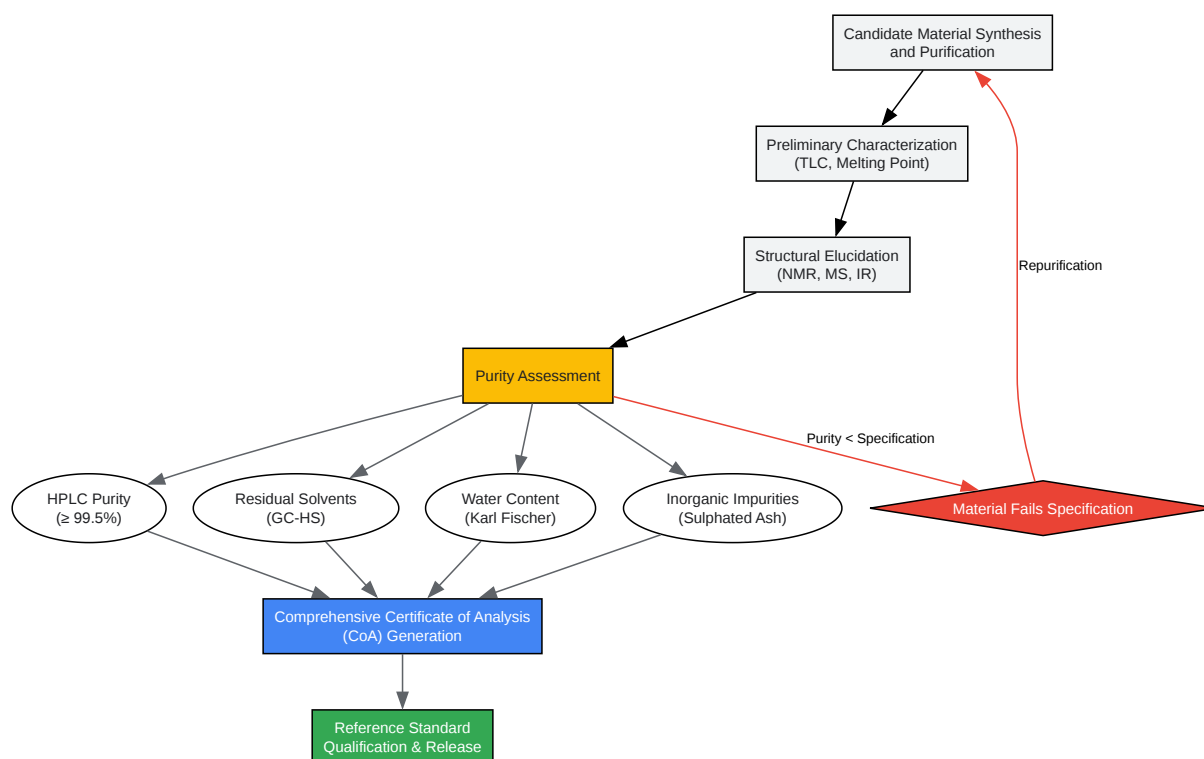 Candidate Material Synthesis
and Purification
Preliminary Characterization
(TLC, Melting Point)
Structural Elucidation
(NMR, MS, IR)
Repurification
Purity Assessment
Purity < Specification
HPLC Purity
(≥ 99.5%)
Residual Solvents
(GC-HS)
Water Content
(Karl Fischer)
Inorganic Impurities
(Sulphated Ash)
Material Fails Specification
Comprehensive Certificate of Analysis
(CoA) Generation
Reference Standard
Qualification & Release